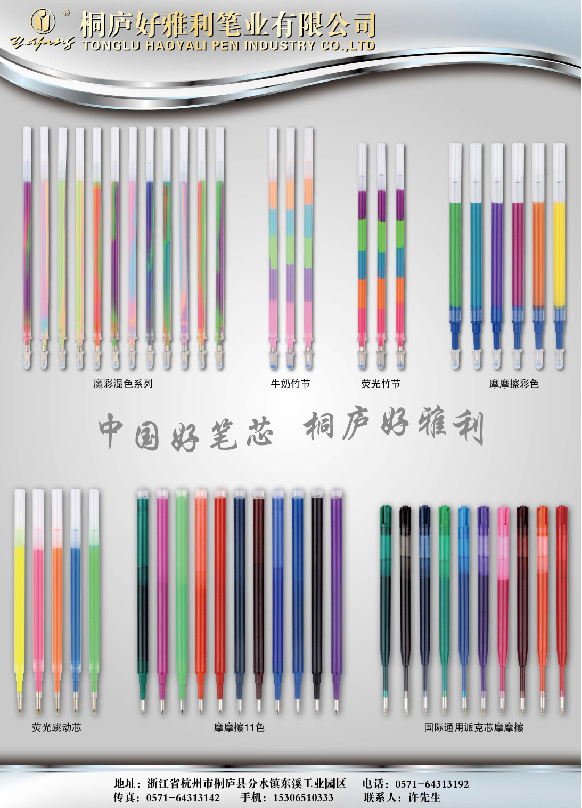 桐庐好雅利笔业有限公司
TONGLU HAOYALI PEN INDUSTRY CO.,LTD
魔彩混色系列
牛奶竹节
荧光竹节
摩摩擦彩色
中国好笔芯 桐庐好雅利
荧光跳动芯
摩摩擦11色
国际通用派克芯摩摩擦
地址：浙江省杭州市桐庐县分水镇东溪工业园区 电话：0571-64313192
传真：0571-64313142 手机：15306510333 联系人：许先生